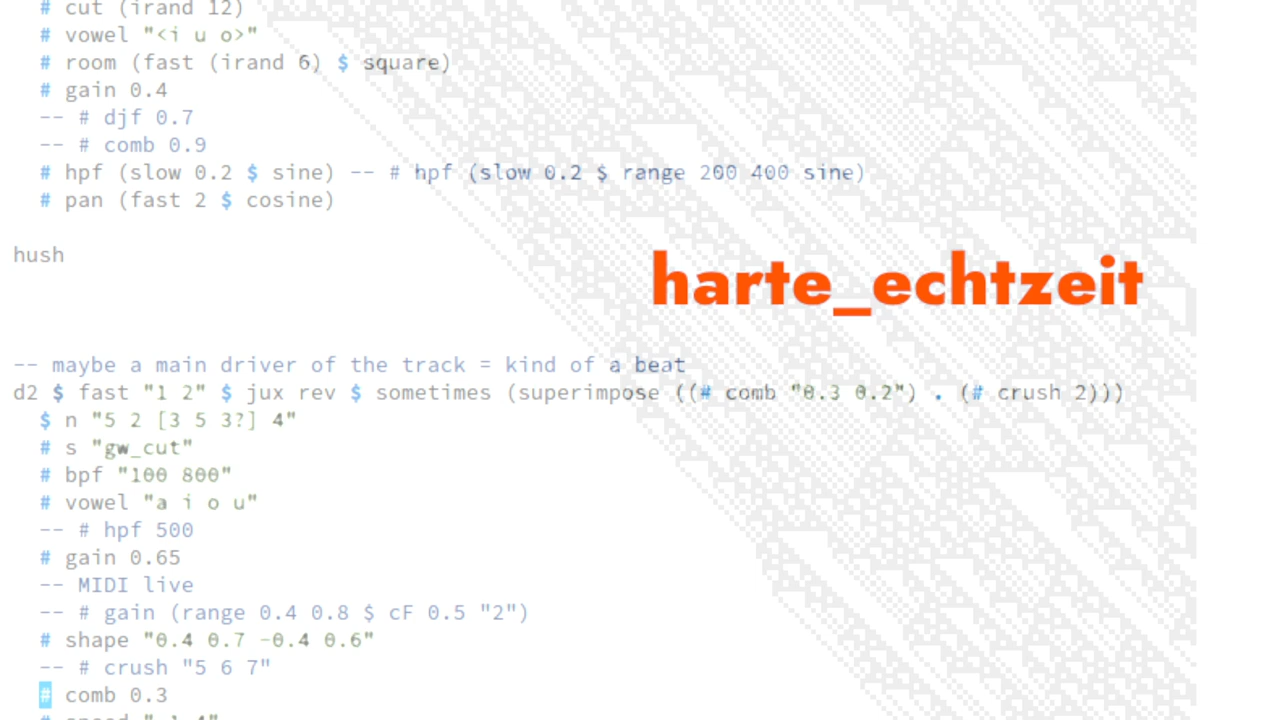 # cut (irand 12)
# vowel "<i u o>"
# room (fast (irand 6) $ square)
# gain 0.4
-- # djf 0.7
-- # comb 0.9
# hpf (slow 0.2 $ sine) -- # hpf (slow 0.2 $ range 200 400 sine)
# pan (fast 2 $ cosine)
hush
harte_echtzeit
-- maybe a main driver of the track = kind of a beat
d2 $ fast "1 2" $ jux rev $ sometimes (superimpose ((# comb "0.3 0.2") . (# crush 2)))
$ n "5 2 [3 5 3?] 4"
# s "gw_cut"
# bpf "100 800"
# vowel "a i o u"
-- # hpf 500
# gain 0.65
-- MIDI live
-- # gain (range 0.4 0.8 $ cF 0.5 "2")
# shape "0.4 0.7 -0.4 0.6"
-- # crush "5 6 7"
# comb 0.3